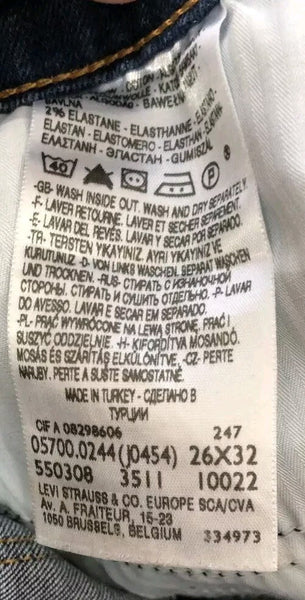 BAWEŁN
2% ELASTANE - ELASTHANNE -
ELASTAN - ELASTOMERO - ELASTHAN
ЭЛАСТАН - GUMISZÁL
40 P
-GB- WASH INSIDE OUT. WASH AND DRY SEPARATELY.
-F- LAVER RETOURNE. LAVER ET SECHER SEPAREMENT.
-E- LAVAR DEL REVÉS. LAVAR Y SECAR POR SEPARADO.
-TR- TERSTEN YIKAYINIZ. AYRI YIKAYINIZ VE
KURUTUNUZ. -D- VON LINKS WASCHEN. SEPARAT WASCHEN
UND TROCKNEN. -RUS- СТИРАТЬ С ИЗНАНОЧНОЙ
СТОРОНЫ. СТИРАТЬ И СУШИТЬ ОТДЕЛЬНО. -P- LAVAR
DO AVESSO. LAVAR E SECAR EM SEPARADO.
-PL- PRAĆ WYWRÓCONE NA LEWĄ STRONĘ, PRAĆ I
SUSZYĆ ODDZIELNIE. -H- KIFORDÍTVA MOSANDÓ.
MOSÁS ÉS SZÁRÍTÁS ELKÜLÖNÍTVE. -CZ- PERTE
NARUBY. PERTE A SUŠTE SAMOSTATNĚ.
MADE IN TURKEY - СДЕЛАНО В
ТУРЦИИ
CIF A 08298606 247
05700.0244 (J0454) 26X32
550308 3511 10022
LEVI STRAUSS & CO. EUROPE SCA/CVA
Av. A. FRAITEUR, 15-23
1050 BRUSSELS, BELGIUM 334973